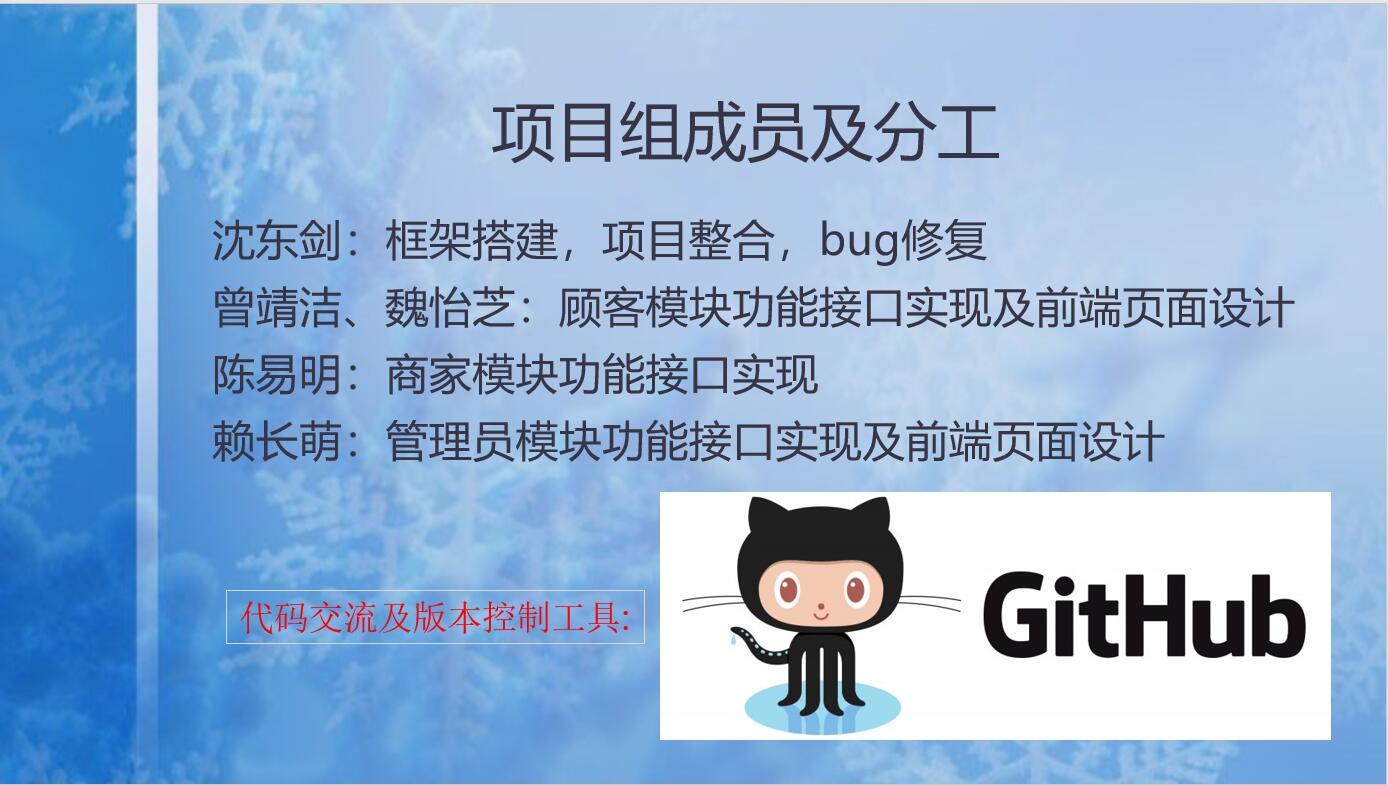 项目组成员及分工
沈东剑：框架搭建，项目整合，bug修复
曾靖洁、魏怡芝：顾客模块功能接口实现及前端页面设计
陈易明：商家模块功能接口实现
赖长萌：管理员模块功能接口实现及前端页面设计
代码交流及版本控制工具:
GitHub